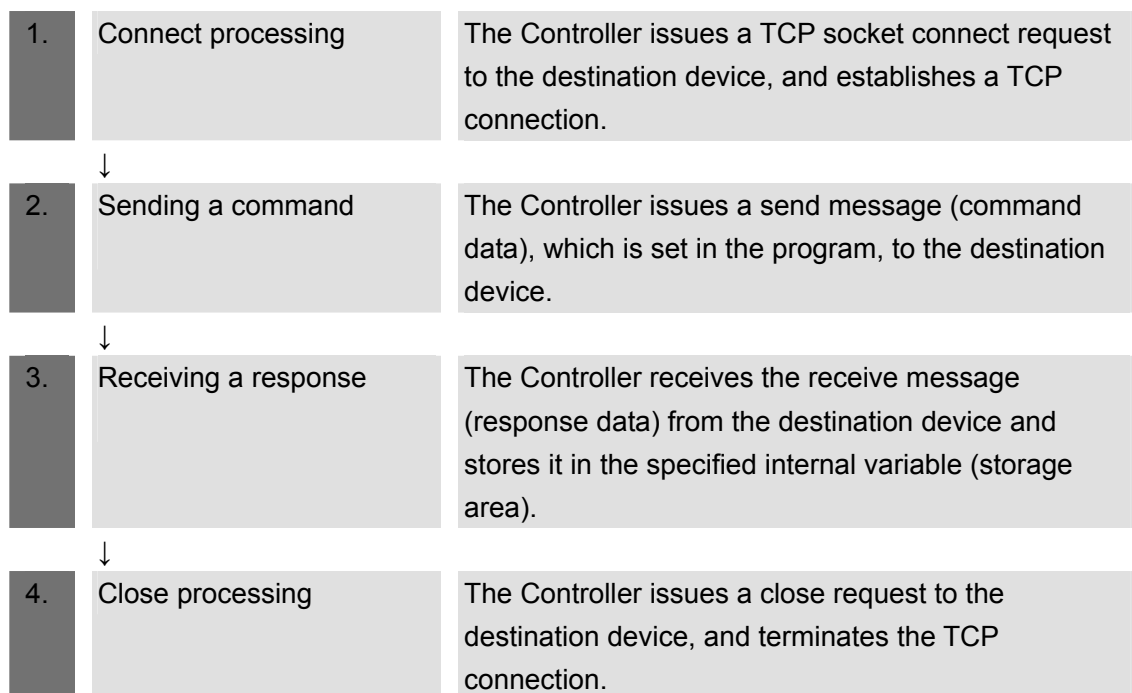 1. Connect processing The Controller issues a TCP socket connect request
to the destination device, and establishes a TCP
connection.
↓
2. Sending a command The Controller issues a send message (command
data), which is set in the program, to the destination
device.
↓
3. Receiving a response The Controller receives the receive message
(response data) from the destination device and
stores it in the specified internal variable (storage
area).
↓
4. Close processing The Controller issues a close request to the
destination device, and terminates the TCP
connection.